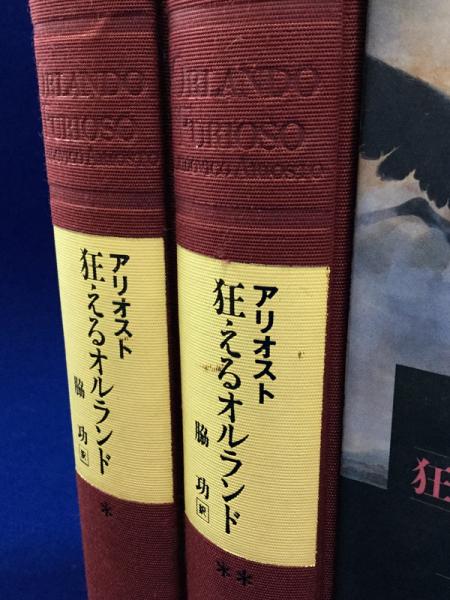 ORLANDO
FURIOSO
アリオスト
狂えるオルランド
脇 功 訳
*
ORLANDO
FURIOSO
LUDOVICO ARIOSTO
アリオスト
狂えるオルランド
脇 功 訳
**
狂